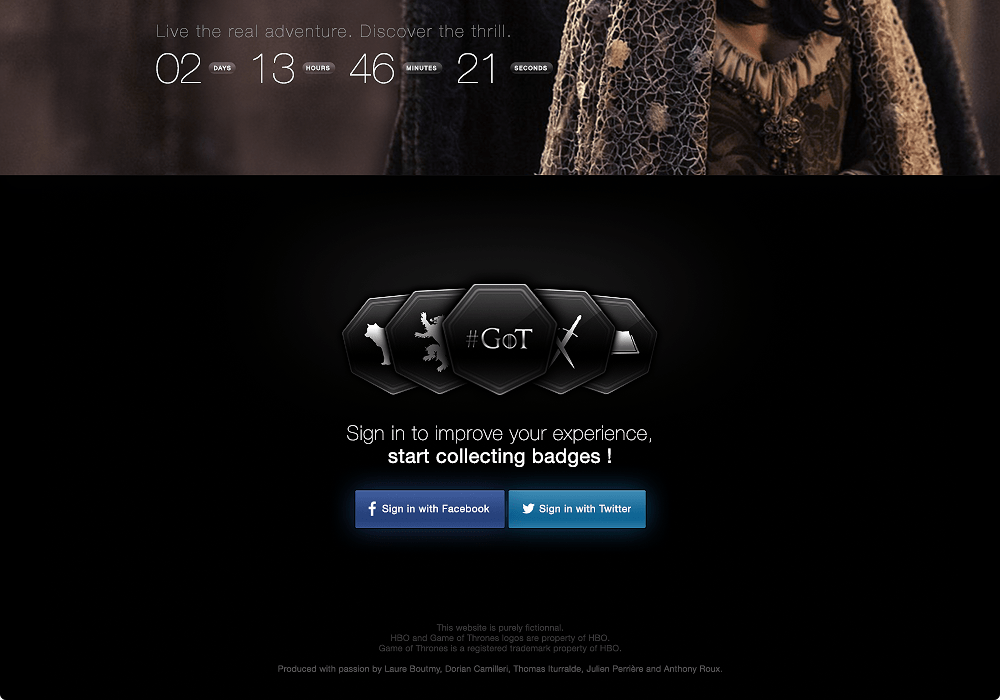 Live the real adventure. Discover the thrill.
02 DAYS 13 HOURS 46 MINUTES 21 SECONDS
#GoT
Sign in to improve your experience,
start collecting badges !
Sign in with Facebook
Sign in with Twitter
This website is purely fictionnal.
HBO and Game of Thrones logos are property of HBO.
Game of Thrones is a registered trademark property of HBO.
Produced with passion by Laure Boutmy, Dorian Camilleri, Thomas Iturralde, Julien Perrière and Anthony Roux.